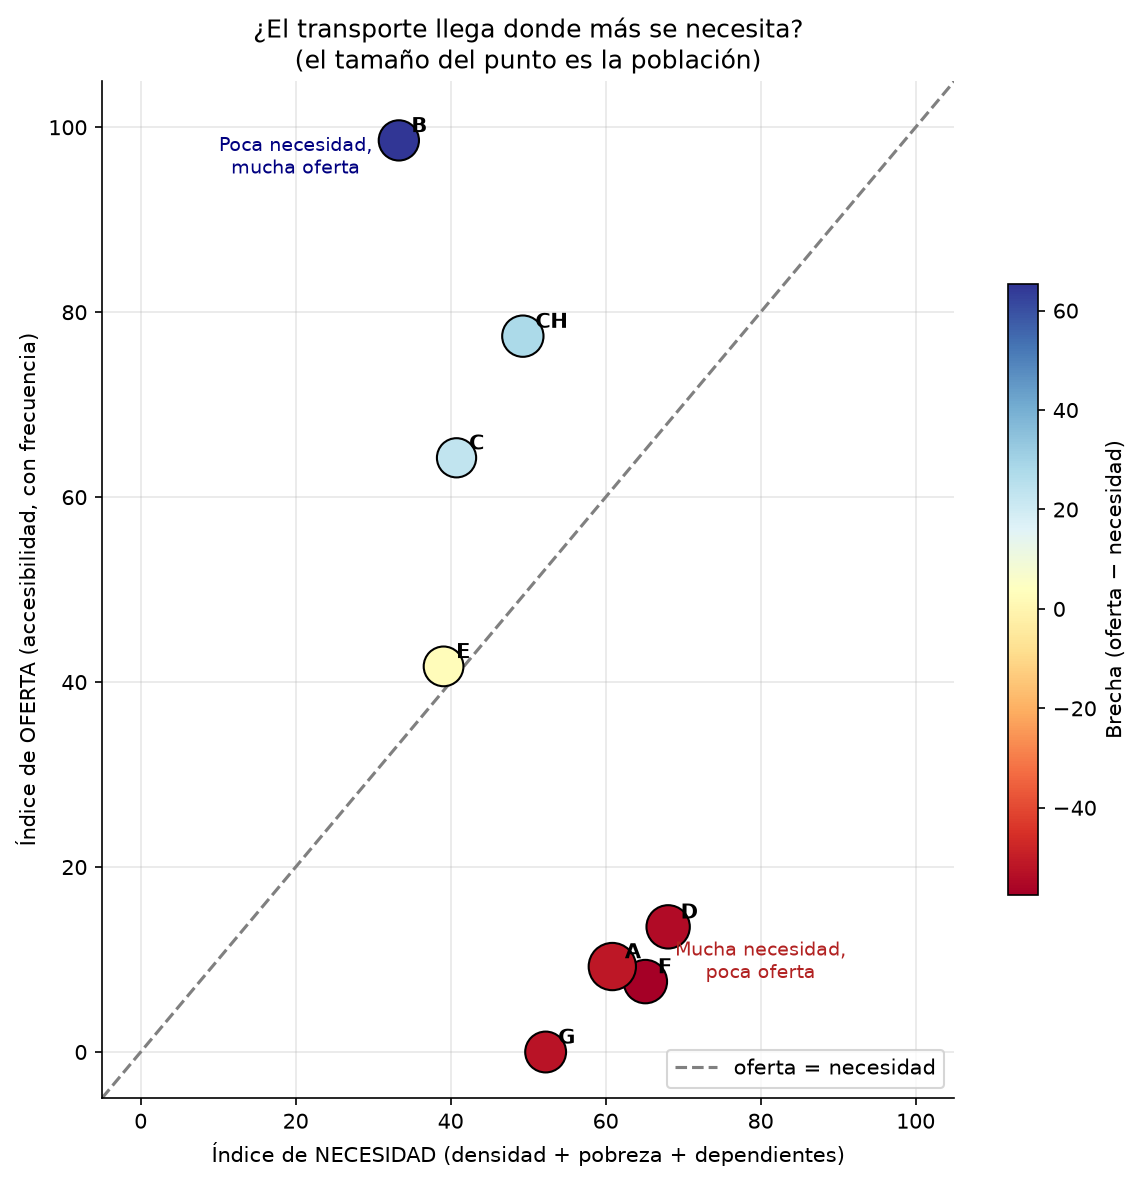 ¿El transporte llega donde más se necesita?
(el tamaño del punto es la población)
Índice de OFERTA (accesibilidad, con frecuencia)
100
80
60
40
20
0
B
Poca necesidad,
mucha oferta
CH
C
E
D
A
Mucha necesidad,
poca oferta
F
G
oferta = necesidad
0
20
40
60
80
100
Índice de NECESIDAD (densidad + pobreza + dependientes)
60
40
20
0
−20
−40
Brecha (oferta − necesidad)